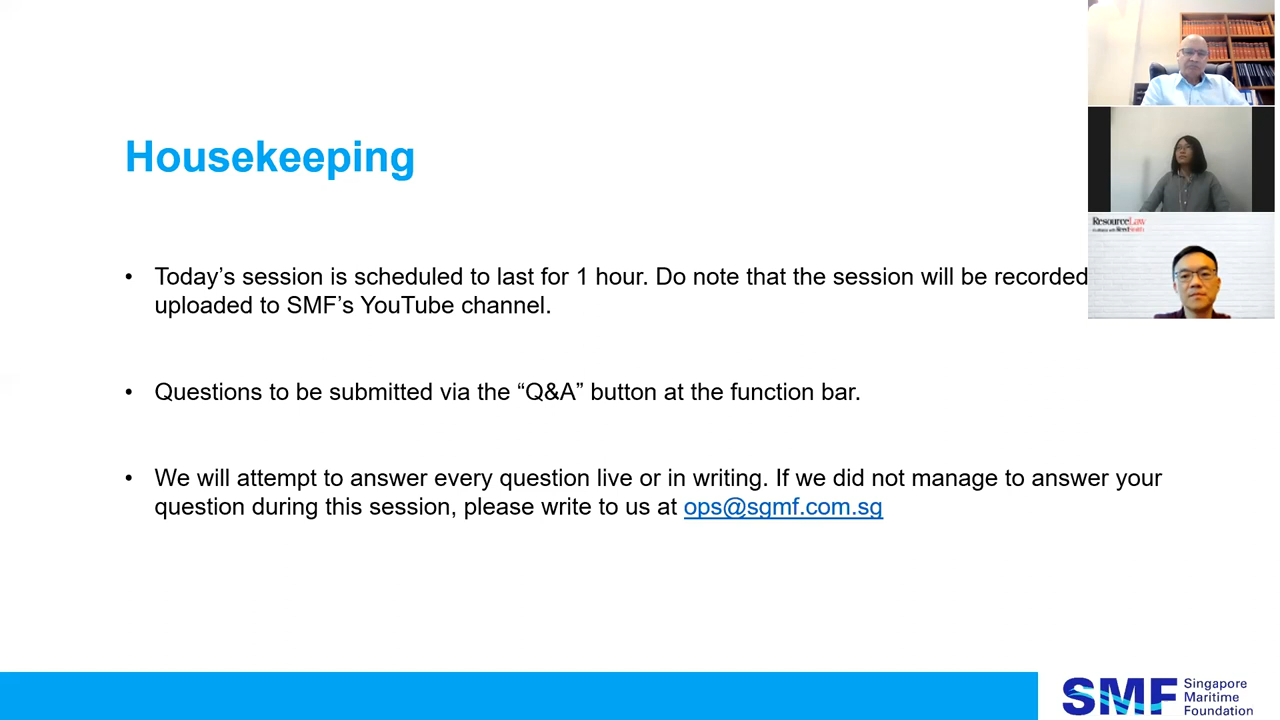 Housekeeping
• Today’s session is scheduled to last for 1 hour. Do note that the session will be recorded
uploaded to SMF’s YouTube channel.
• Questions to be submitted via the “Q&A” button at the function bar.
• We will attempt to answer every question live or in writing. If we did not manage to answer your
question during this session, please write to us at ops@sgmf.com.sg
ResourceLaw
SMF Singapore
Maritime
Foundation